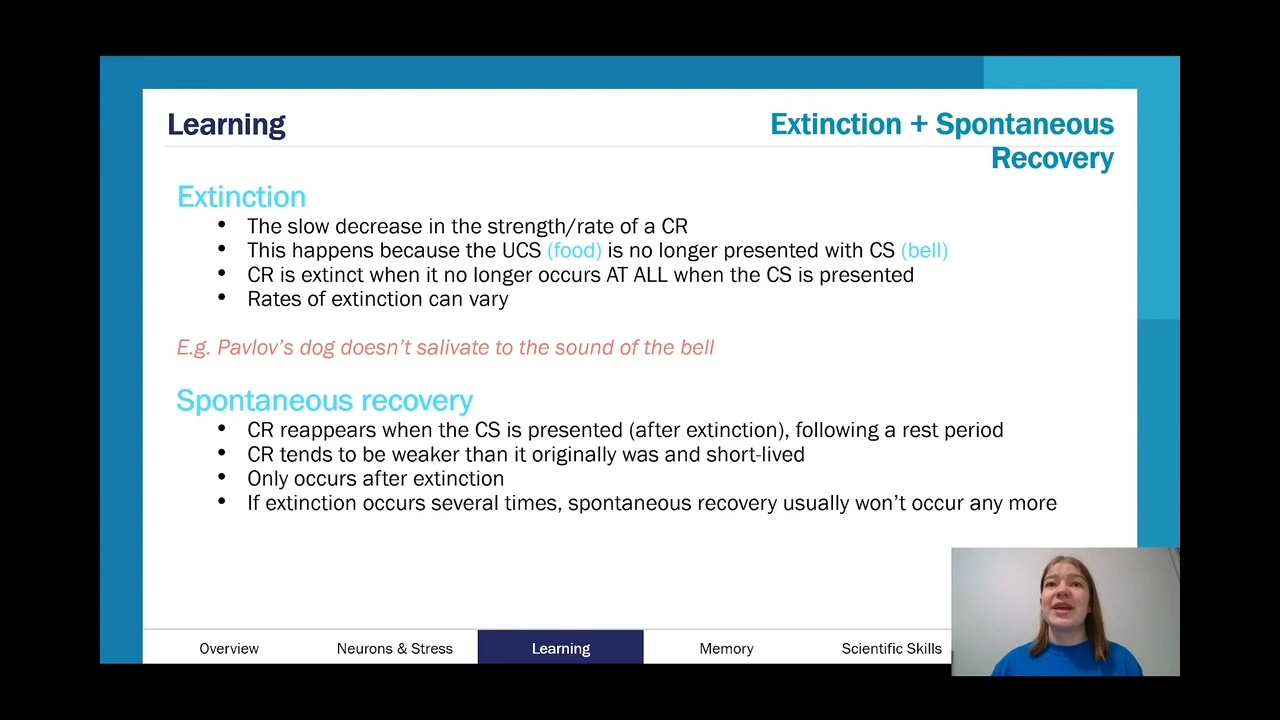 Learning
Extinction + Spontaneous
Recovery
Extinction
• The slow decrease in the strength/rate of a CR
• This happens because the UCS (food) is no longer presented with CS (bell)
• CR is extinct when it no longer occurs AT ALL when the CS is presented
• Rates of extinction can vary
E.g. Pavlov's dog doesn't salivate to the sound of the bell
Spontaneous recovery
• CR reappears when the CS is presented (after extinction), following a rest period
• CR tends to be weaker than it originally was and short-lived
• Only occurs after extinction
• If extinction occurs several times, spontaneous recovery usually won't occur any more
Overview Neurons & Stress Learning Memory Scientific Skills